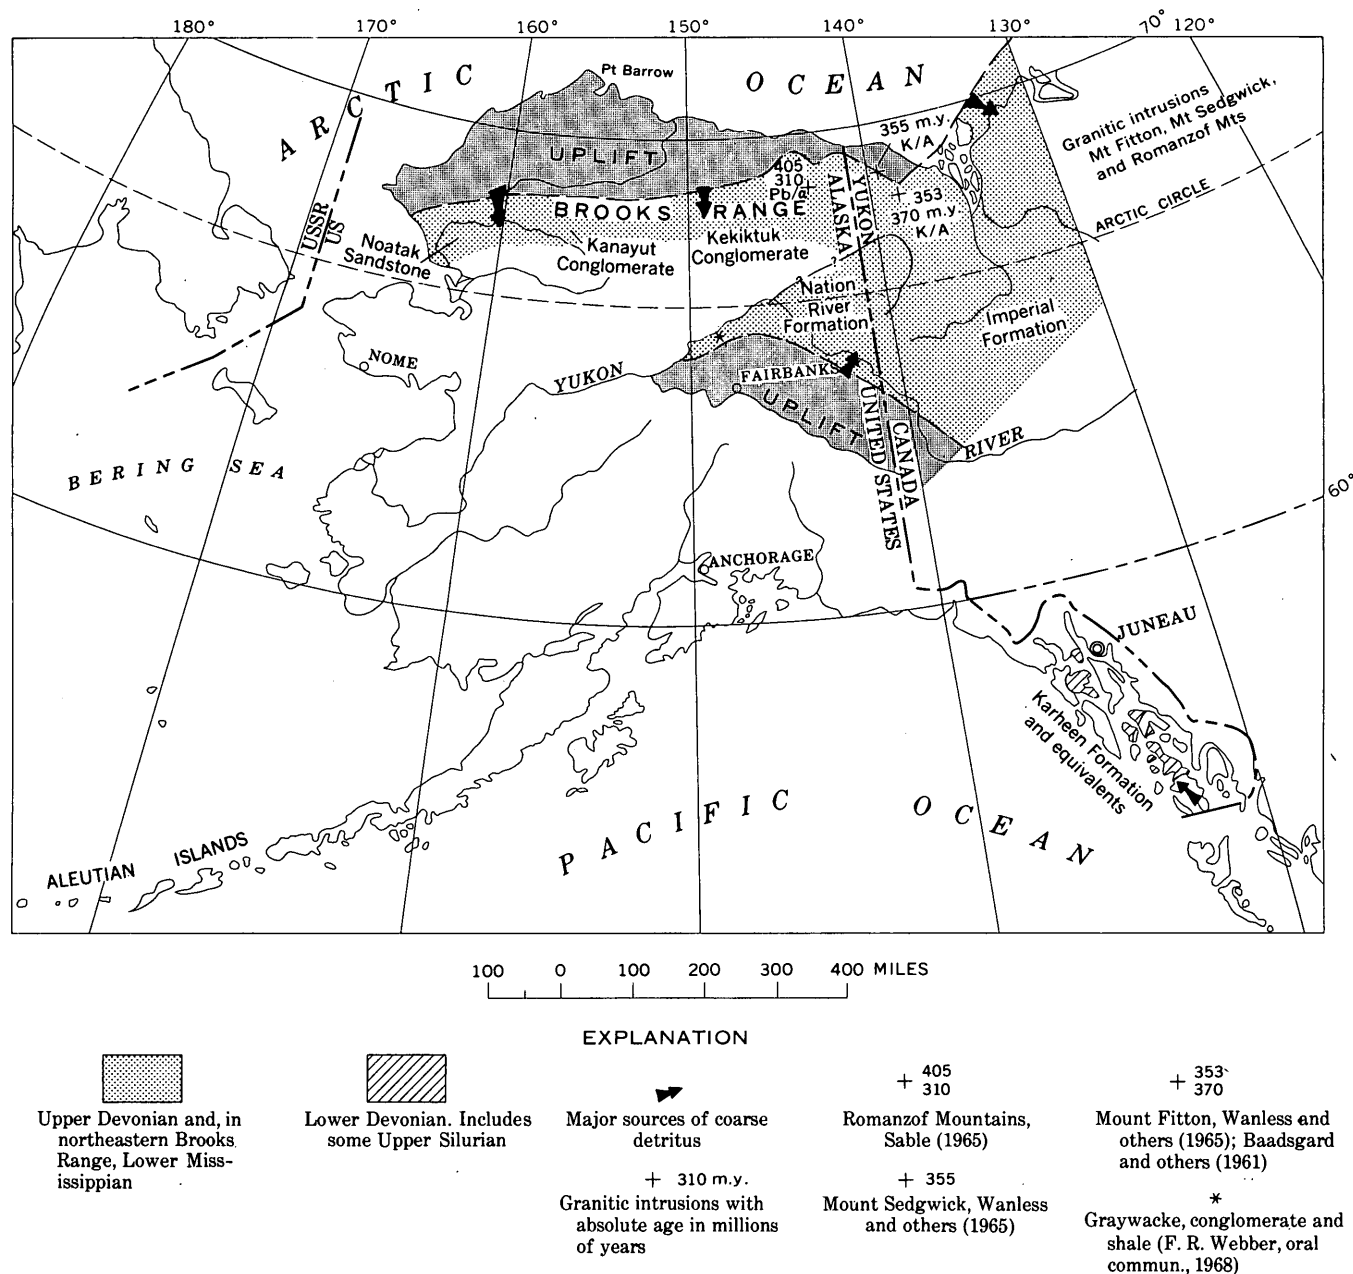 180°
170°
160°
150°
140°
130°
70°
120°
ARCTIC OCEAN
Pt Barrow
UPLIFT
355 m.y.
K/A
Granitic intrusions
Mt Fitton, Mt Sedgwick,
and Romanzof Mts
405
310
Pb/α
YUKON
ALASKA
353
370 m.y.
K/A
ARCTIC CIRCLE
USSR
US
BROOKS RANGE
Noatak
Sandstone
Kanayut
Conglomerate
Kekiktuk
Conglomerate
Nation
River
Formation
Imperial
Formation
NOME
YUKON
FAIRBANKS
UPLIFT
UNITED STATES
CANADA
RIVER
BERING SEA
60°
ANCHORAGE
JUNEAU
Karheen Formation
and equivalents
PACIFIC OCEAN
ALEUTIAN ISLANDS
100 0 100 200 300 400 MILES
EXPLANATION
Upper Devonian and, in
northeastern Brooks
Range, Lower Miss-
issippian
Lower Devonian. Includes
some Upper Silurian
Major sources of coarse
detritus
+ 310 m.y.
Granitic intrusions with
absolute age in millions
of years
+ 405
310
Romanzof Mountains,
Sable (1965)
+ 355
Mount Sedgwick, Wanless
and others (1965)
+ 353
370
Mount Fitton, Wanless and
others (1965); Baadsgard
and others (1961)
*
Graywacke, conglomerate and
shale (F. R. Webber, oral
commun., 1968)